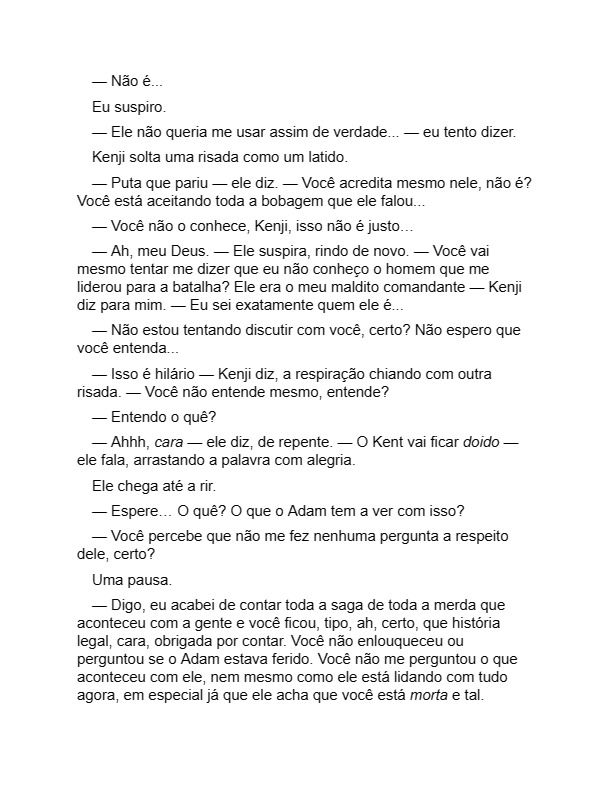 — Não é...
Eu suspiro.
— Ele não queria me usar assim de verdade... — eu tento dizer.
Kenji solta uma risada como um latido.
— Puta que pariu — ele diz. — Você acredita mesmo nele, não é?
Você está aceitando toda a bobagem que ele falou...
— Você não o conhece, Kenji, isso não é justo…
— Ah, meu Deus. — Ele suspira, rindo de novo. — Você vai
mesmo tentar me dizer que eu não conheço o homem que me
liderou para a batalha? Ele era o meu maldito comandante — Kenji
diz para mim. — Eu sei exatamente quem ele é...
— Não estou tentando discutir com você, certo? Não espero que
você entenda...
— Isso é hilário — Kenji diz, a respiração chiando com outra
risada. — Você não entende mesmo, entende?
— Entendo o quê?
— Ahhh, cara — ele diz, de repente. — O Kent vai ficar doido —
ele fala, arrastando a palavra com alegria.
Ele chega até a rir.
— Espere… O quê? O que o Adam tem a ver com isso?
— Você percebe que não me fez nenhuma pergunta a respeito
dele, certo?
Uma pausa.
— Digo, eu acabei de contar toda a saga de toda a merda que
aconteceu com a gente e você ficou, tipo, ah, certo, que história
legal, cara, obrigada por contar. Você não enlouqueceu ou
perguntou se o Adam estava ferido. Você não me perguntou o que
aconteceu com ele, nem mesmo como ele está lidando com tudo
agora, em especial já que ele acha que você está morta e tal.